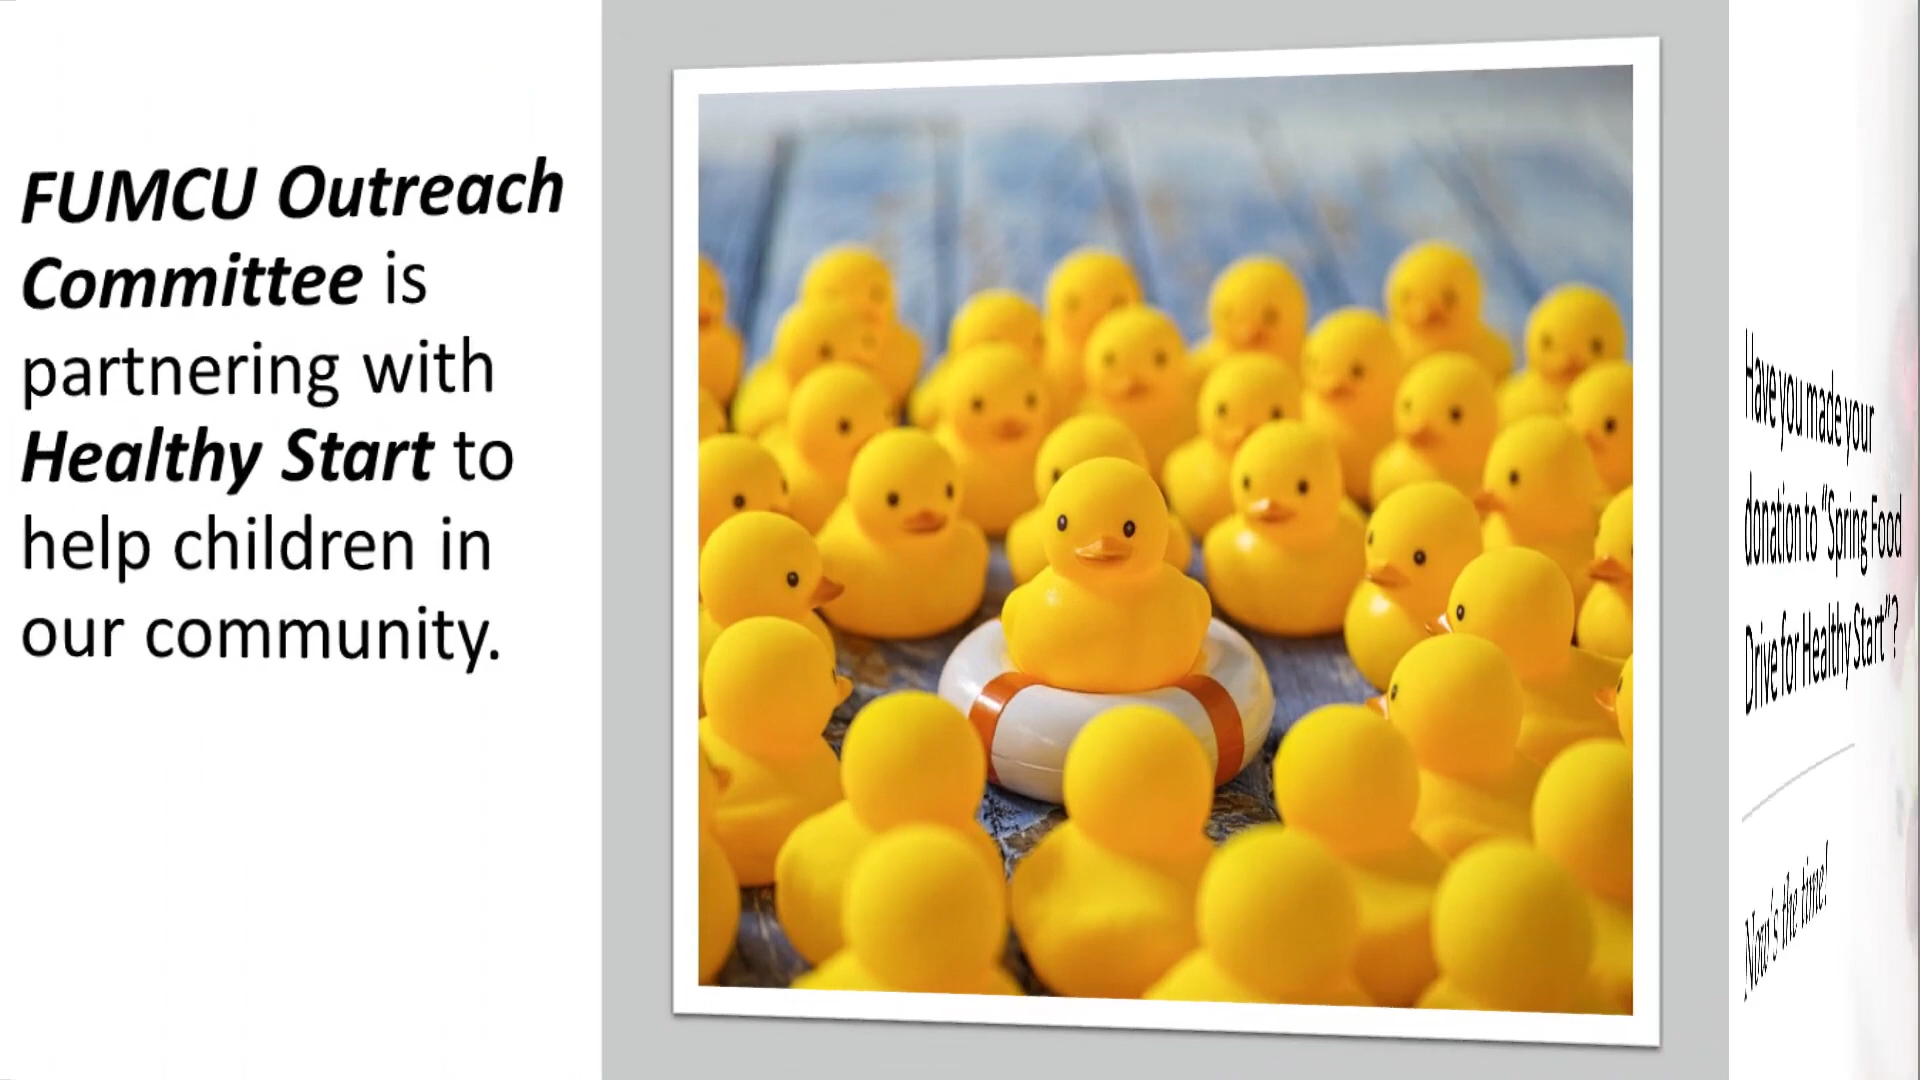 FUMCU Outreach
Committee is
partnering with
Healthy Start to
help children in
our community.
Have you made your
donation to “Spring Food
Drive for Healthy Start”?
Now's the time!